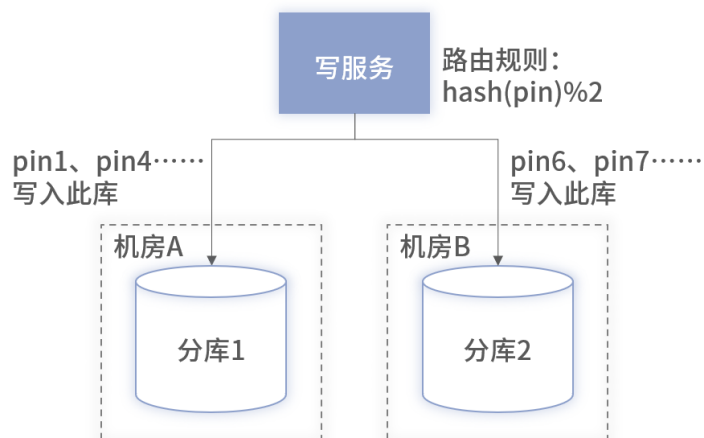 写服务
路由规则：
hash(pin)%2
pin1、pin4……
写入此库
pin6、pin7……
写入此库
机房A
机房B
分库1
分库2